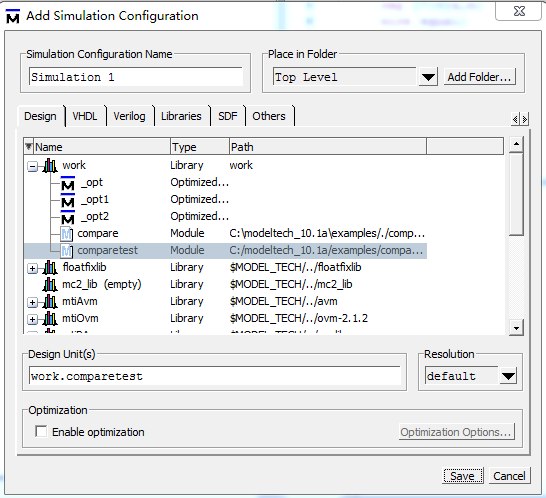 Add Simulation Configuration
Simulation Configuration Name
Simulation 1
Place in Folder
Top Level
Add Folder...
Design VHDL Verilog Libraries SDF Others
Name Type Path
work Library work
_opt Optimized...
_opt1 Optimized...
_opt2 Optimized...
compare Module C:\modeltech_10.1a\examples/./comp...
comparetest Module C:/modeltech_10.1a/examples/compa...
floatfixlib Library $MODEL_TECH/../floatfixlib
mc2_lib (empty) Library $MODEL_TECH/../mc2_lib
mtiAvm Library $MODEL_TECH/../avm
mtiOvm Library $MODEL_TECH/../ovm-2.1.2
Design Unit(s)
work.comparetest
Resolution
default
Optimization
Enable optimization
Optimization Options...
Save Cancel